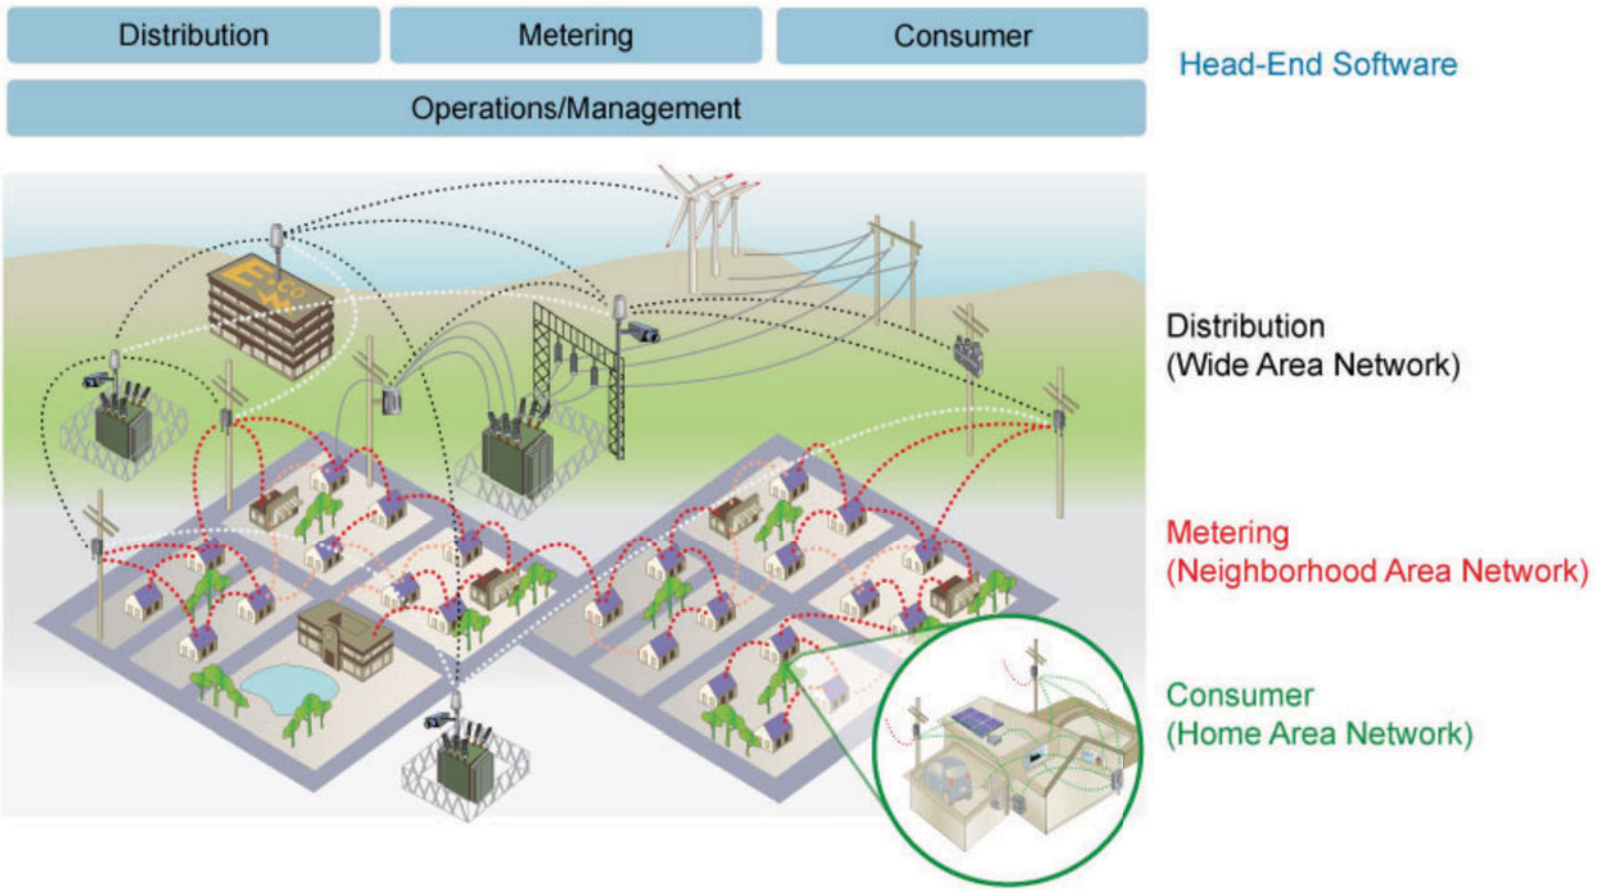 Distribution
Metering
Consumer
Head-End Software
Operations/Management
E.CO
Distribution
(Wide Area Network)
Metering
(Neighborhood Area Network)
Consumer
(Home Area Network)